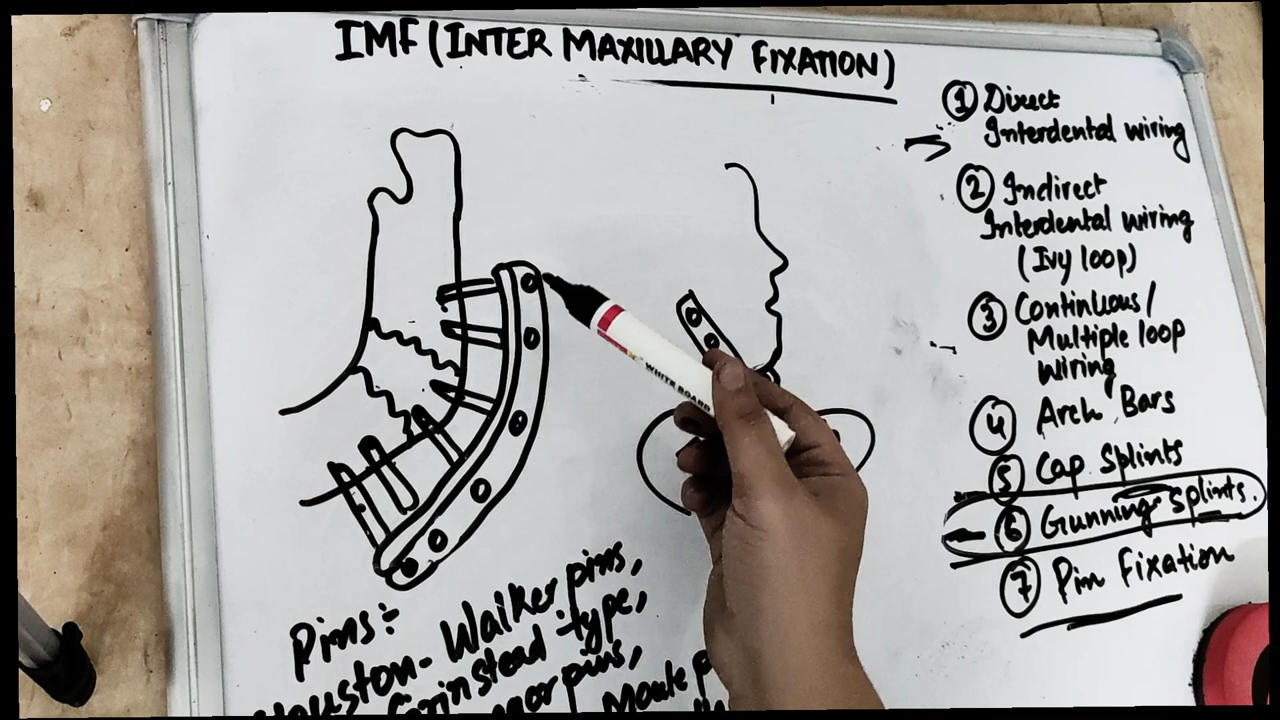 IMF (INTER MAXILLARY FIXATION)
① Direct
Interdental wiring
② Indirect
Interdental wiring
(Ivy loop)
③ Continuous/
Multiple loop
wiring
④ Arch Bars
⑤ Cap Splints
⑥ Gunning Splints.
⑦ Pin Fixation
WHITE BOARD
Pins:
Walker pins,
Grinstead type,
pins,